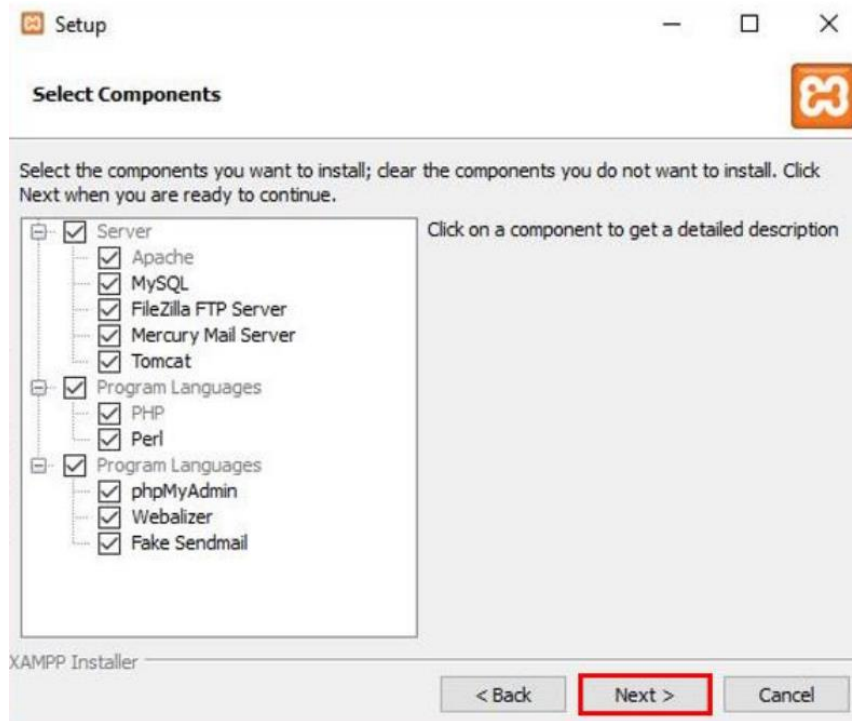 Setup
Select Components
Select the components you want to install; clear the components you do not want to install. Click
Next when you are ready to continue.
Server
Apache
MySQL
FileZilla FTP Server
Mercury Mail Server
Tomcat
Program Languages
PHP
Perl
Program Languages
phpMyAdmin
Webalizer
Fake Sendmail
Click on a component to get a detailed description
XAMPP Installer
< Back
Next >
Cancel